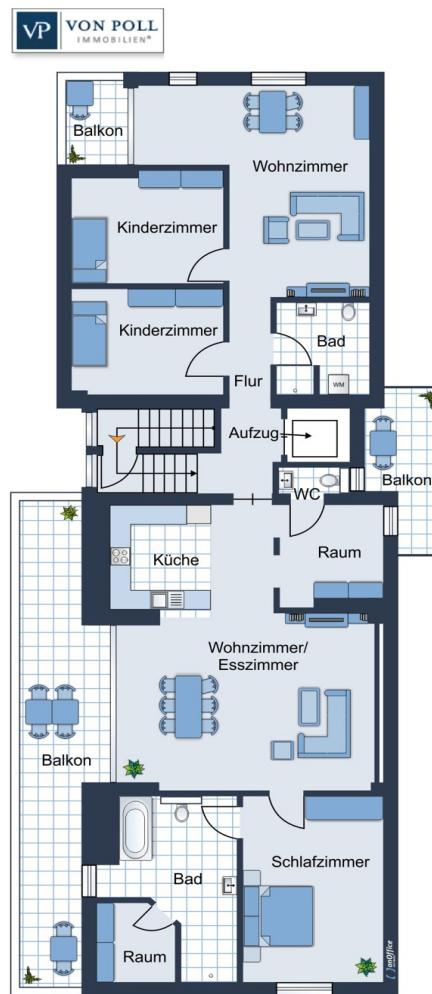 VP VON POLL
IMMOBILIEN®
Balkon
Wohnzimmer
Kinderzimmer
Kinderzimmer
Bad
WM
Flur
Aufzug
Balkon
WC
Küche
Raum
Wohnzimmer/
Esszimmer
Balkon
Schlafzimmer
Bad
Raum
onOffice